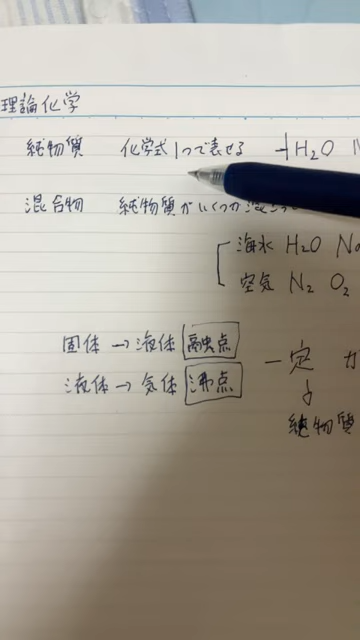 理論化学
純物質 化学式1つで表せる H₂O N
混合物 純物質がいくつか
海水 H₂O Na
空気 N₂ O₂
固体→液体 融点
液体→気体 沸点
一定 か
↓
純物質